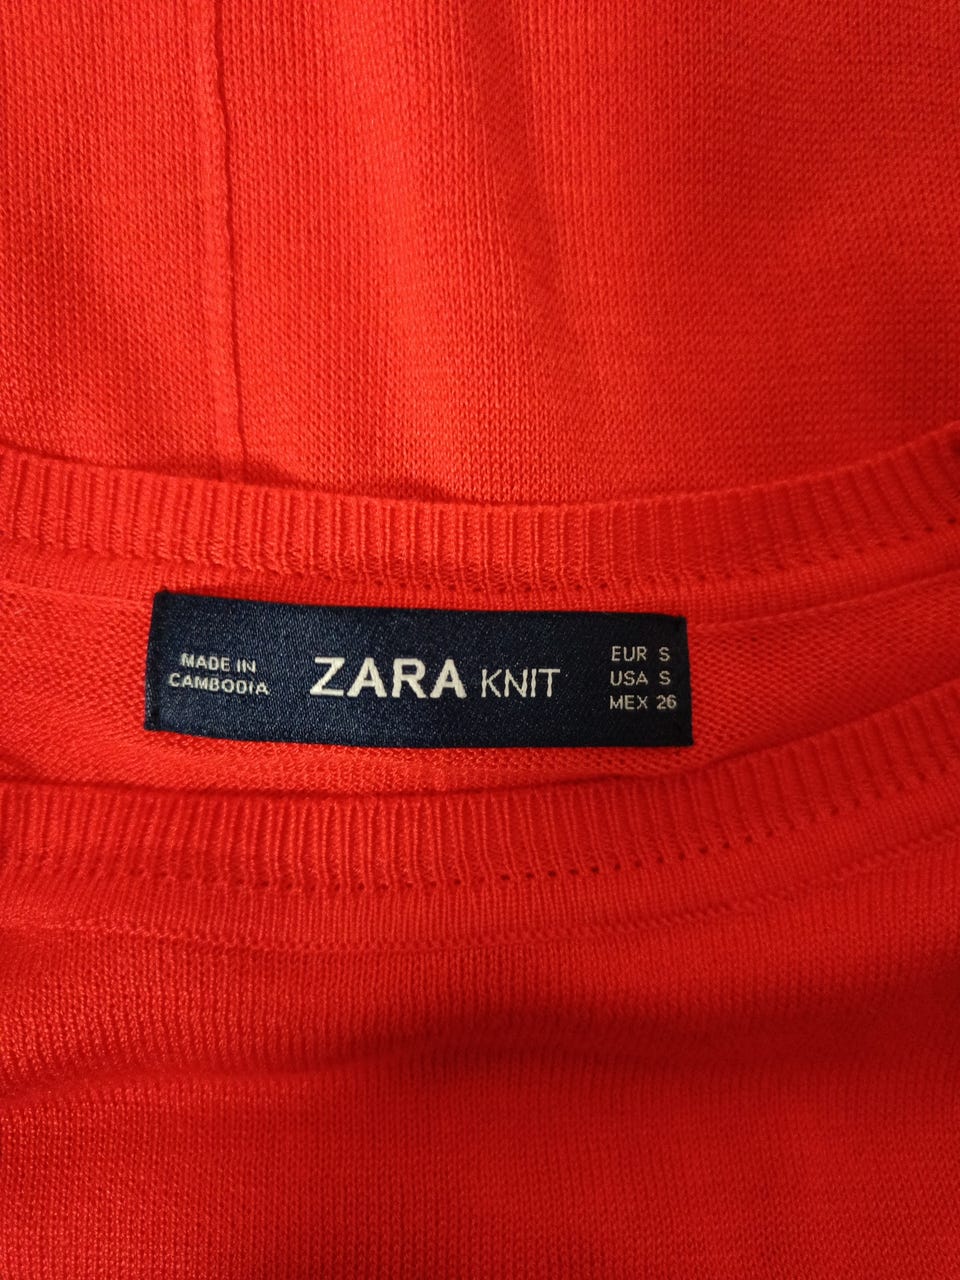 MADE IN
CAMBODIA
ZARA KNIT
EUR S
USA S
MEX 26